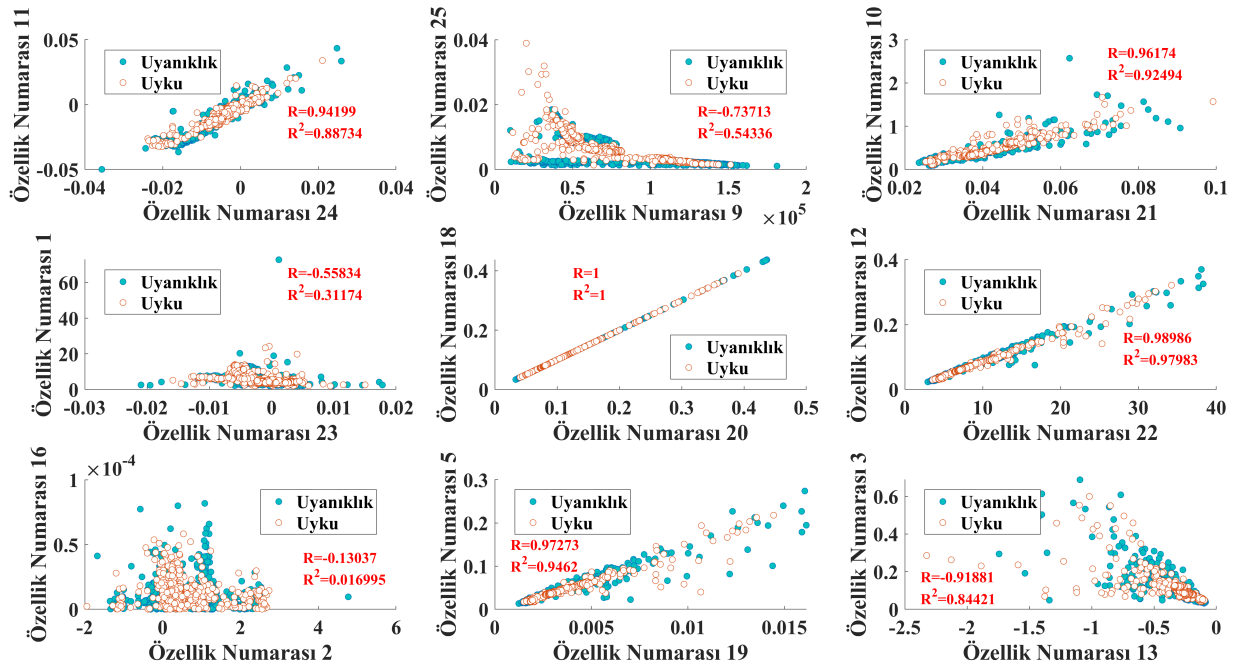 Özellik Numarası 11
0.05
0
-0.05
Uyanıklık
Uyku
R=0.94199
R2=0.88734
-0.04
-0.02
0
0.02
0.04
Özellik Numarası 24
Özellik Numarası 25
0.04
0.02
0
Uyanıklık
Uyku
R=-0.73713
R2=0.54336
0
0.5
1
1.5
2
×10^5
Özellik Numarası 9
Özellik Numarası 10
3
2
1
0
Uyanıklık
Uyku
R=0.96174
R2=0.92494
0.02
0.04
0.06
0.08
0.1
Özellik Numarası 21
Özellik Numarası 1
60
40
20
0
Uyanıklık
Uyku
R=-0.55834
R2=0.31174
-0.03
-0.02
-0.01
0
0.01
0.02
Özellik Numarası 23
Özellik Numarası 18
0.4
0.2
0
R=1
R2=1
Uyanıklık
Uyku
0
0.1
0.2
0.3
0.4
0.5
Özellik Numarası 20
Özellik Numarası 12
0.4
0.2
0
Uyanıklık
Uyku
R=0.98986
R2=0.97983
0
10
20
30
40
Özellik Numarası 22
Özellik Numarası 16
×10^-4
1
0.5
0
Uyanıklık
Uyku
R=-0.13037
R2=0.016995
-2
0
2
4
6
Özellik Numarası 2
Özellik Numarası 5
0.3
0.2
0.1
0
Uyanıklık
Uyku
R=0.97273
R2=0.9462
0
0.005
0.01
0.015
Özellik Numarası 19
Özellik Numarası 3
0.6
0.4
0.2
0
Uyanıklık
Uyku
R=-0.91881
R2=0.84421
-2.5
-2
-1.5
-1
-0.5
0
Özellik Numarası 13